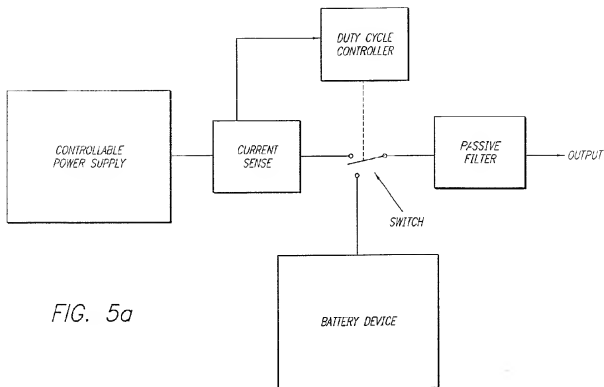 DUTY CYCLE
CONTROLLER
CONTROLLABLE
POWER SUPPLY
CURRENT
SENSE
PASSIVE
FILTER
OUTPUT
SWITCH
BATTERY DEVICE
FIG. 5a